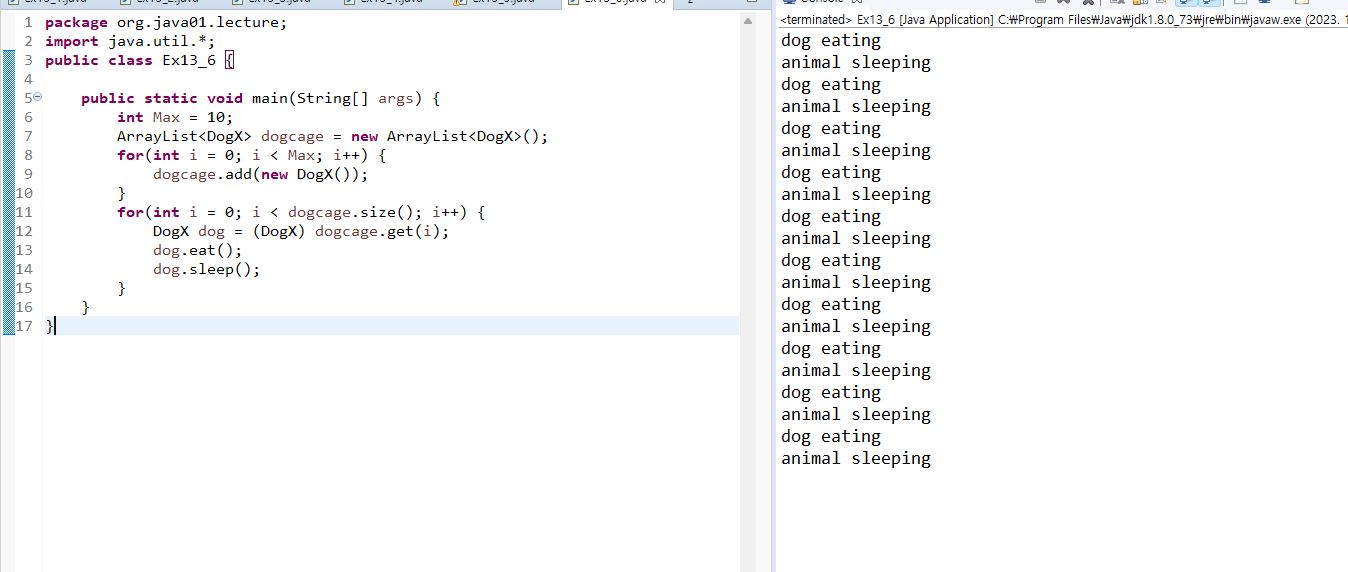 package org.java01.lecture;
import java.util.*;
public class Ex13_6 {
public static void main(String[] args) {
int Max = 10;
ArrayList<DogX> dogcage = new ArrayList<DogX>();
for(int i = 0; i < Max; i++) {
dogcage.add(new DogX());
}
for(int i = 0; i < dogcage.size(); i++) {
DogX dog = (DogX) dogcage.get(i);
dog.eat();
dog.sleep();
}
}
}
1
2
3
4
5
6
7
8
9
10
11
12
13
14
15
16
17
<terminated> Ex13_6 [Java Application] C:₩Program Files₩Java₩jdk1.8.0_73₩jre₩bin₩javaw.exe (2023. 1
dog eating
animal sleeping
dog eating
animal sleeping
dog eating
animal sleeping
dog eating
animal sleeping
dog eating
animal sleeping
dog eating
animal sleeping
dog eating
animal sleeping
dog eating
animal sleeping
dog eating
animal sleeping
dog eating
animal sleeping